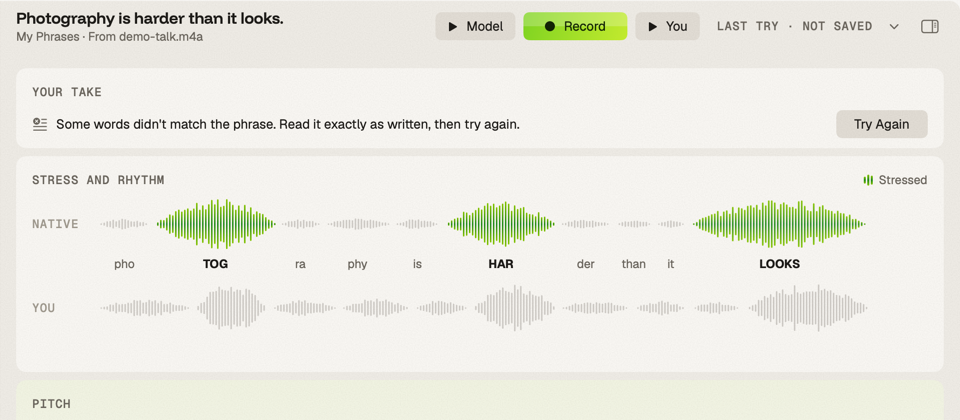 Photography is harder than it looks.
My Phrases · From demo-talk.m4a
Model
Record
You
LAST TRY · NOT SAVED
YOUR TAKE
Some words didn't match the phrase. Read it exactly as written, then try again.
Try Again
STRESS AND RHYTHM
Stressed
NATIVE
pho TOG ra phy is HAR der than it LOOKS
YOU
PITCH